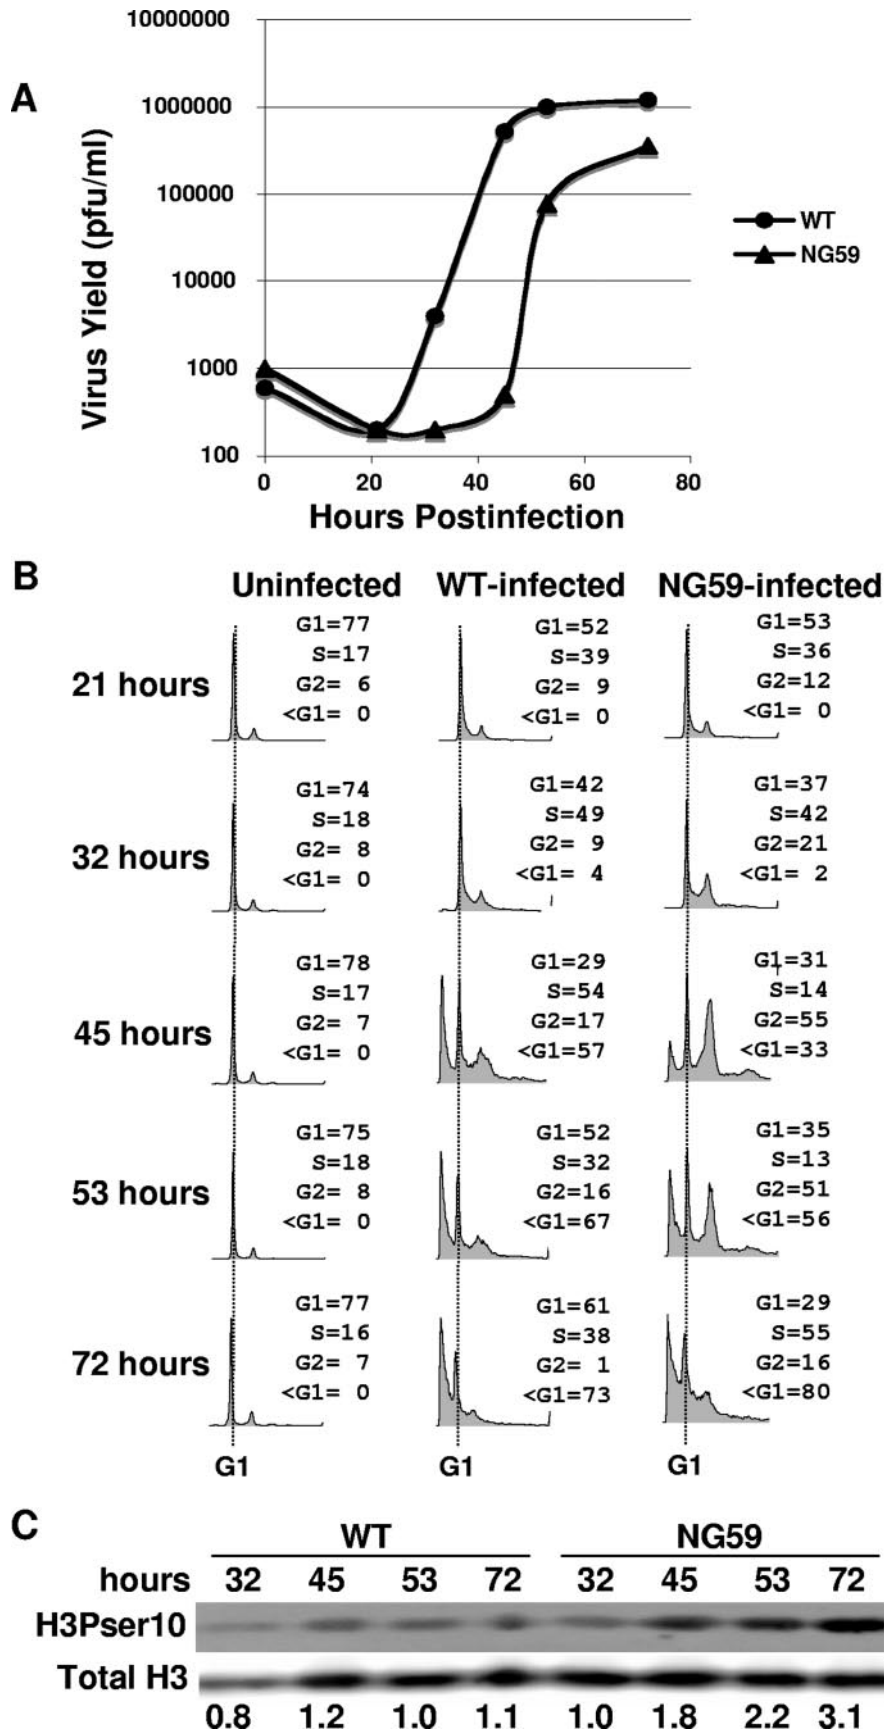 A
10000000
1000000
100000
10000
1000
100
Virus Yield (pfu/ml)
0 20 40 60 80
Hours Postinfection
WT
NG59
B
Uninfected WT-infected NG59-infected
21 hours
G1=77
S=17
G2= 6
<G1= 0
G1=52
S=39
G2= 9
<G1= 0
G1=53
S=36
G2=12
<G1= 0
32 hours
G1=74
S=18
G2= 8
<G1= 0
G1=42
S=49
G2= 9
<G1= 4
G1=37
S=42
G2=21
<G1= 2
45 hours
G1=78
S=17
G2= 7
<G1= 0
G1=29
S=54
G2=17
<G1=57
G1=31
S=14
G2=55
<G1=33
53 hours
G1=75
S=18
G2= 8
<G1= 0
G1=52
S=32
G2=16
<G1=67
G1=35
S=13
G2=51
<G1=56
72 hours
G1=77
S=16
G2= 7
<G1= 0
G1=61
S=38
G2= 1
<G1=73
G1=29
S=55
G2=16
<G1=80
G1 G1 G1
C
WT NG59
hours 32 45 53 72 32 45 53 72
H3Pser10
Total H3
0.8 1.2 1.0 1.1 1.0 1.8 2.2 3.1